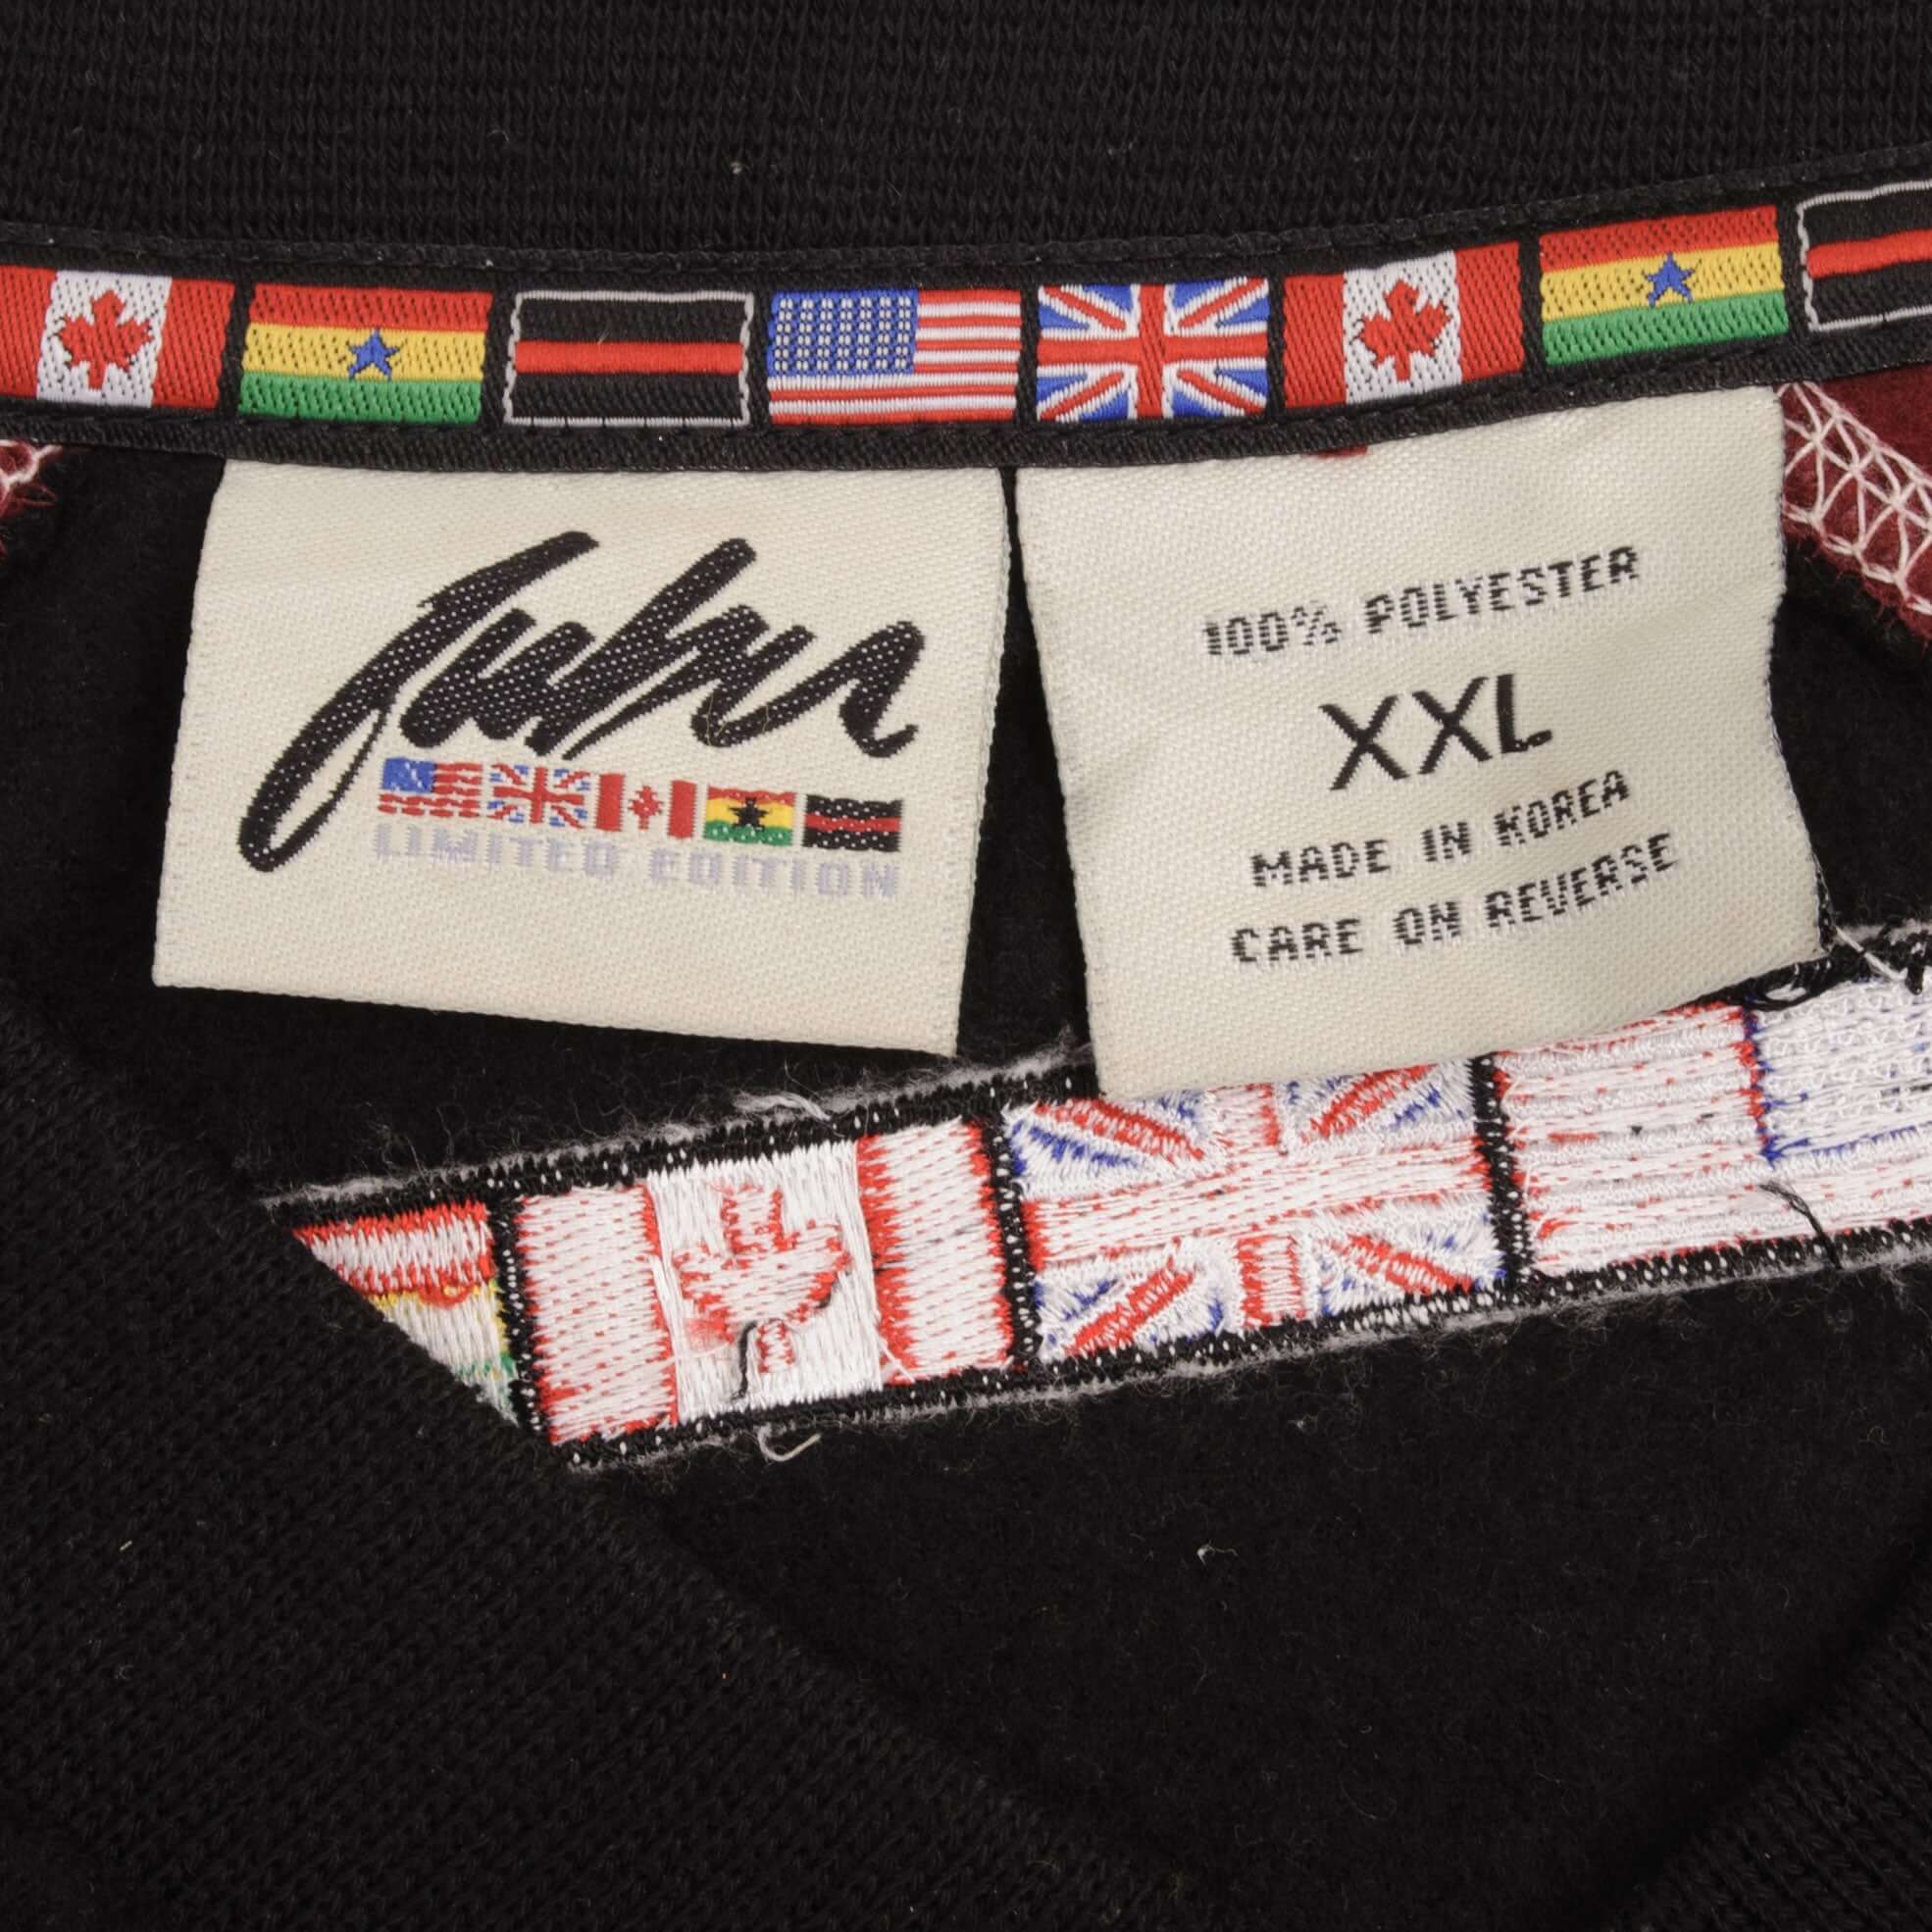 LIMITED EDITION
100% POLYESTER
XXL
MADE IN KOREA
CARE ON REVERSE